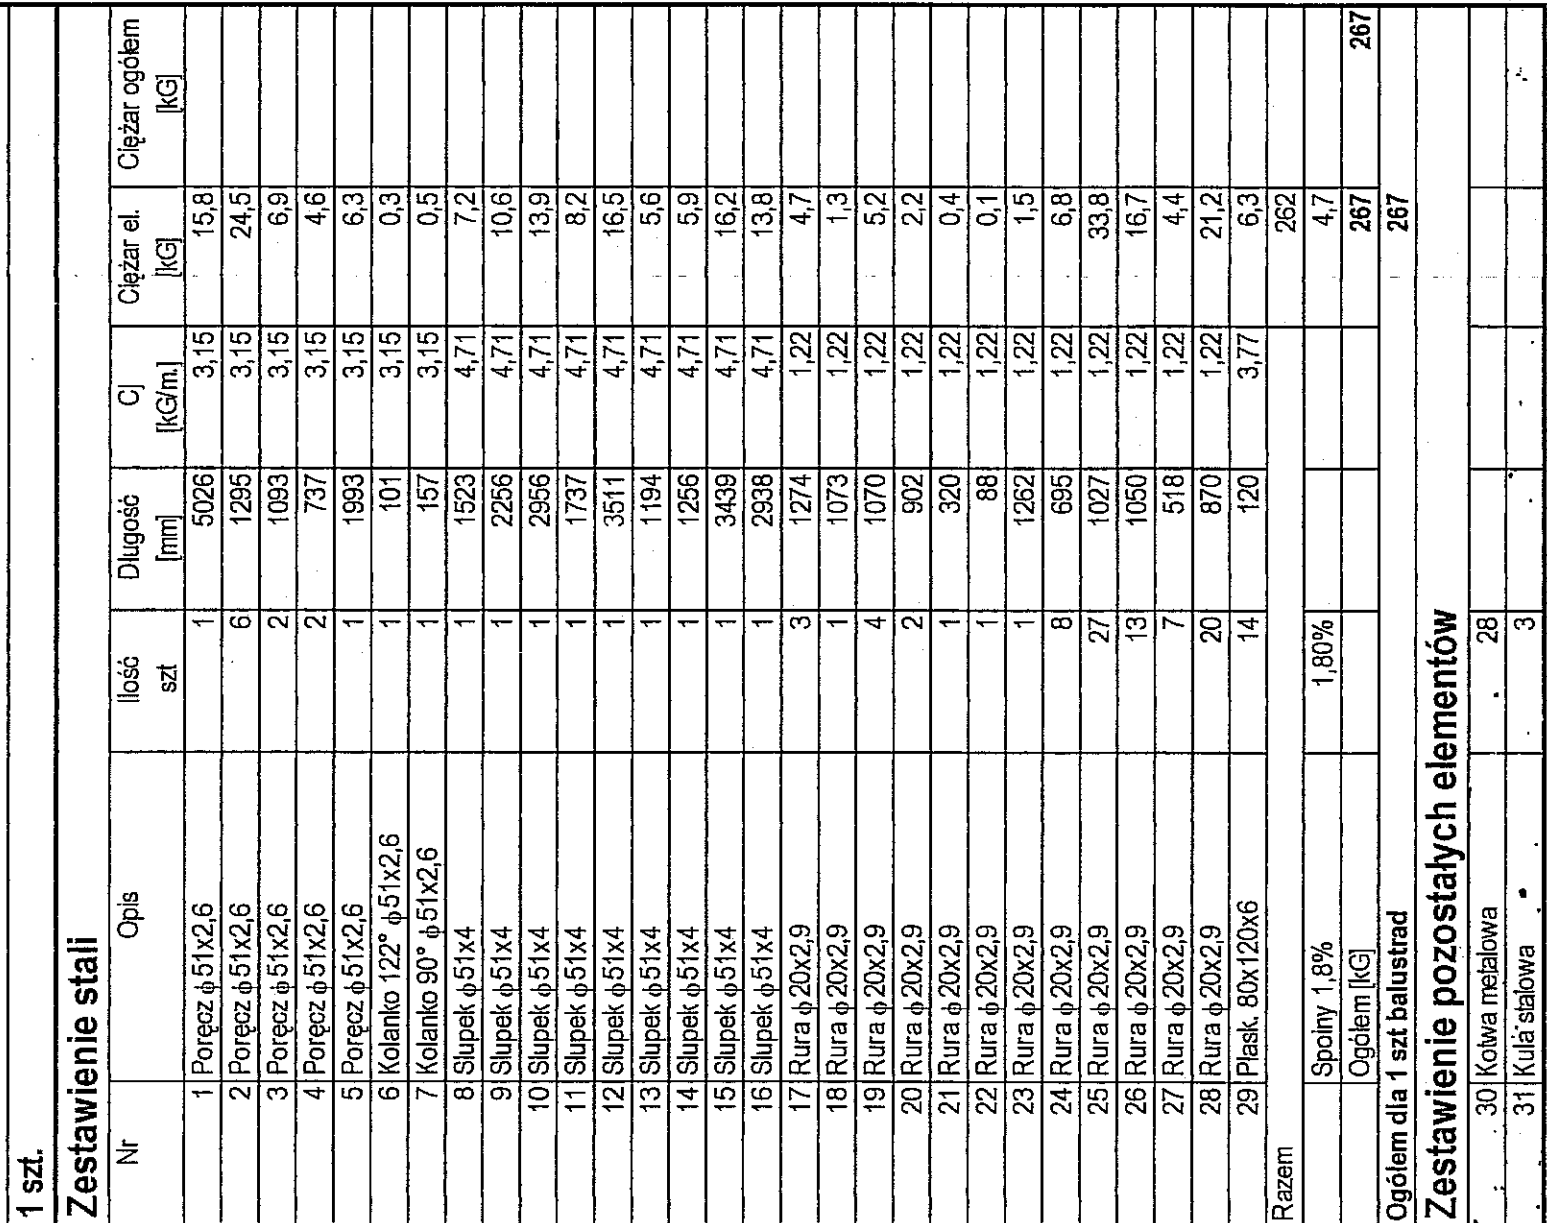 1 szt.
Zestawienie stali
Nr Opis Ilość szt Długość [mm] Cj [kG/m.] Ciężar el. [kG] Ciężar ogółem [kG]
1 Poręcz ϕ51x2,6 1 5026 3,15 15,8
2 Poręcz ϕ51x2,6 6 1295 3,15 24,5
3 Poręcz ϕ51x2,6 2 1093 3,15 6,9
4 Poręcz ϕ51x2,6 2 737 3,15 4,6
5 Poręcz ϕ51x2,6 1 1993 3,15 6,3
6 Kolanko 122° ϕ51x2,6 1 101 3,15 0,3
7 Kolanko 90° ϕ51x2,6 1 157 3,15 0,5
8 Słupek ϕ51x4 1 1523 4,71 7,2
9 Słupek ϕ51x4 1 2256 4,71 10,6
10 Słupek ϕ51x4 1 2956 4,71 13,9
11 Słupek ϕ51x4 1 1737 4,71 8,2
12 Słupek ϕ51x4 1 3511 4,71 16,5
13 Słupek ϕ51x4 1 1194 4,71 5,6
14 Słupek ϕ51x4 1 1256 4,71 5,9
15 Słupek ϕ51x4 1 3439 4,71 16,2
16 Słupek ϕ51x4 1 2938 4,71 13,8
17 Rura ϕ20x2,9 3 1274 1,22 4,7
18 Rura ϕ20x2,9 1 1073 1,22 1,3
19 Rura ϕ20x2,9 4 1070 1,22 5,2
20 Rura ϕ20x2,9 2 902 1,22 2,2
21 Rura ϕ20x2,9 1 320 1,22 0,4
22 Rura ϕ20x2,9 1 88 1,22 0,1
23 Rura ϕ20x2,9 1 1262 1,22 1,5
24 Rura ϕ20x2,9 8 695 1,22 6,8
25 Rura ϕ20x2,9 27 1027 1,22 33,8
26 Rura ϕ20x2,9 13 1050 1,22 16,7
27 Rura ϕ20x2,9 7 518 1,22 4,4
28 Rura ϕ20x2,9 20 870 1,22 21,2
29 Płask. 80x120x6 14 120 3,77 6,3
Razem 262
Spoiny 1,8% 1,80% 4,7
Ogółem [kG] 267 267
Ogółem dla 1 szt balustrad 267
Zestawienie pozostałych elementów
30 Kotwa metalowa 28
31 Kula stalowa 3